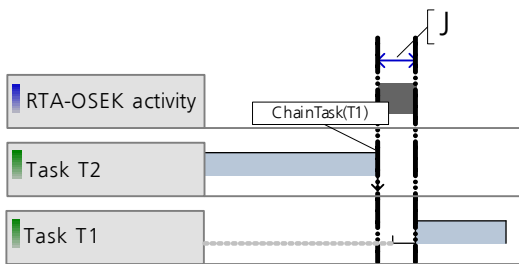 J
RTA-OSEK activity
ChainTask(T1)
Task T2
Task T1